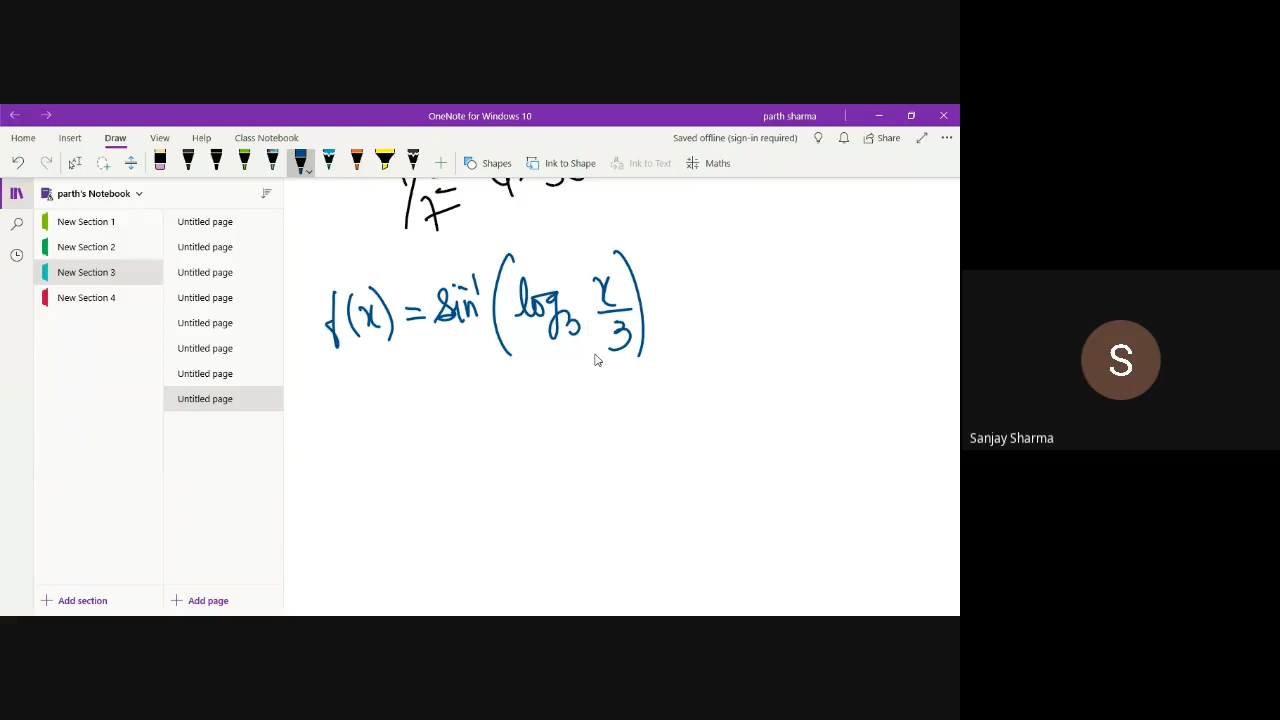 OneNote for Windows 10
parth sharma
Home Insert Draw View Help Class Notebook
Saved offline (sign-in required) Share
Shapes Ink to Shape Ink to Text Maths
parth's Notebook
New Section 1 Untitled page
New Section 2 Untitled page
New Section 3 Untitled page
New Section 4 Untitled page
Untitled page
Untitled page
Untitled page
Untitled page
f(x) = sin⁻¹(log₃ x/3)
Add section Add page
S
Sanjay Sharma